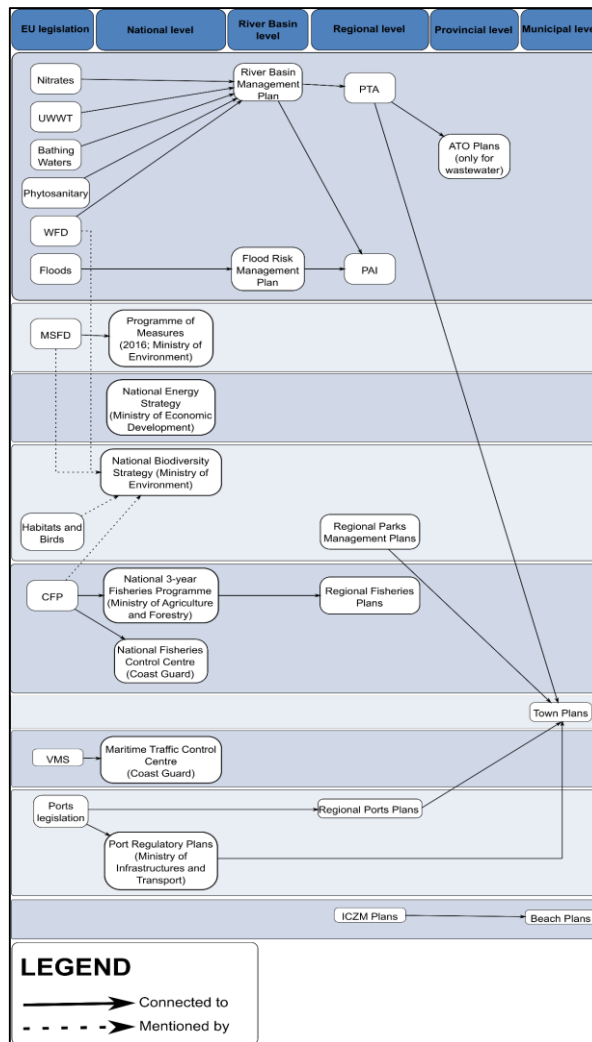 EU legislation
National level
River Basin
level
Regional level
Provincial level
Municipal level
Nitrates
River Basin
Management
Plan
PTA
UWWT
Bathing
Waters
ATO Plans
(only for
wastewater)
Phytosanitary
WFD
Floods
Flood Risk
Management
Plan
PAI
MSFD
Programme of
Measures
(2016; Ministry of
Environment)
National Energy
Strategy
(Ministry of Economic
Development)
National Biodiversity
Strategy (Ministry of
Environment)
Habitats and
Birds
Regional Parks
Management Plans
CFP
National 3-year
Fisheries Programme
(Ministry of Agriculture
and Forestry)
Regional Fisheries
Plans
National Fisheries
Control Centre
(Coast Guard)
Town Plans
VMS
Maritime Traffic Control
Centre
(Coast Guard)
Ports
legislation
Regional Ports Plans
Port Regulatory Plans
(Ministry of
Infrastructures and
Transport)
ICZM Plans
Beach Plans
LEGEND
Connected to
Mentioned by